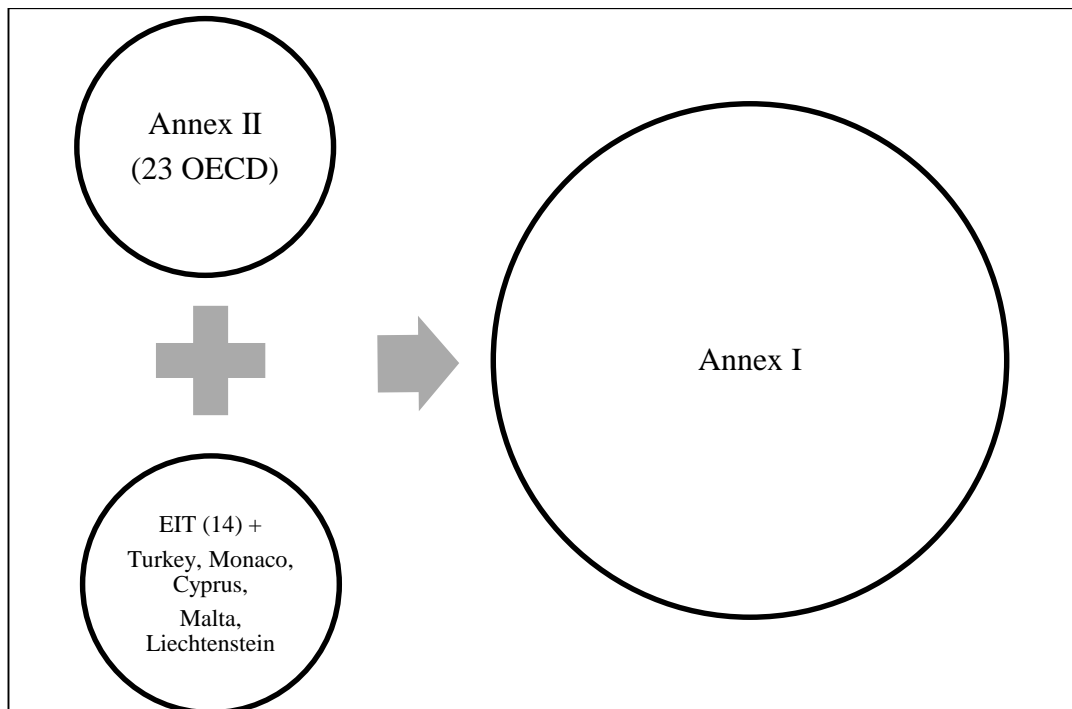 Annex II
(23 OECD)
EIT (14) +
Turkey, Monaco,
Cyprus,
Malta,
Liechtenstein
Annex I